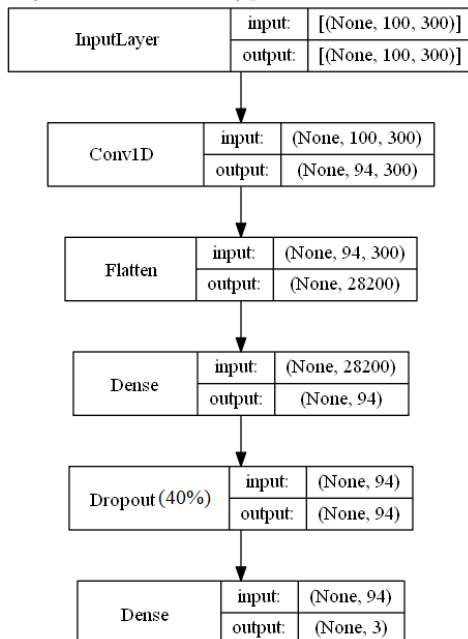 InputLayer
input: [(None, 100, 300)]
output: [(None, 100, 300)]
Conv1D
input: (None, 100, 300)
output: (None, 94, 300)
Flatten
input: (None, 94, 300)
output: (None, 28200)
Dense
input: (None, 28200)
output: (None, 94)
Dropout (40%)
input: (None, 94)
output: (None, 94)
Dense
input: (None, 94)
output: (None, 3)